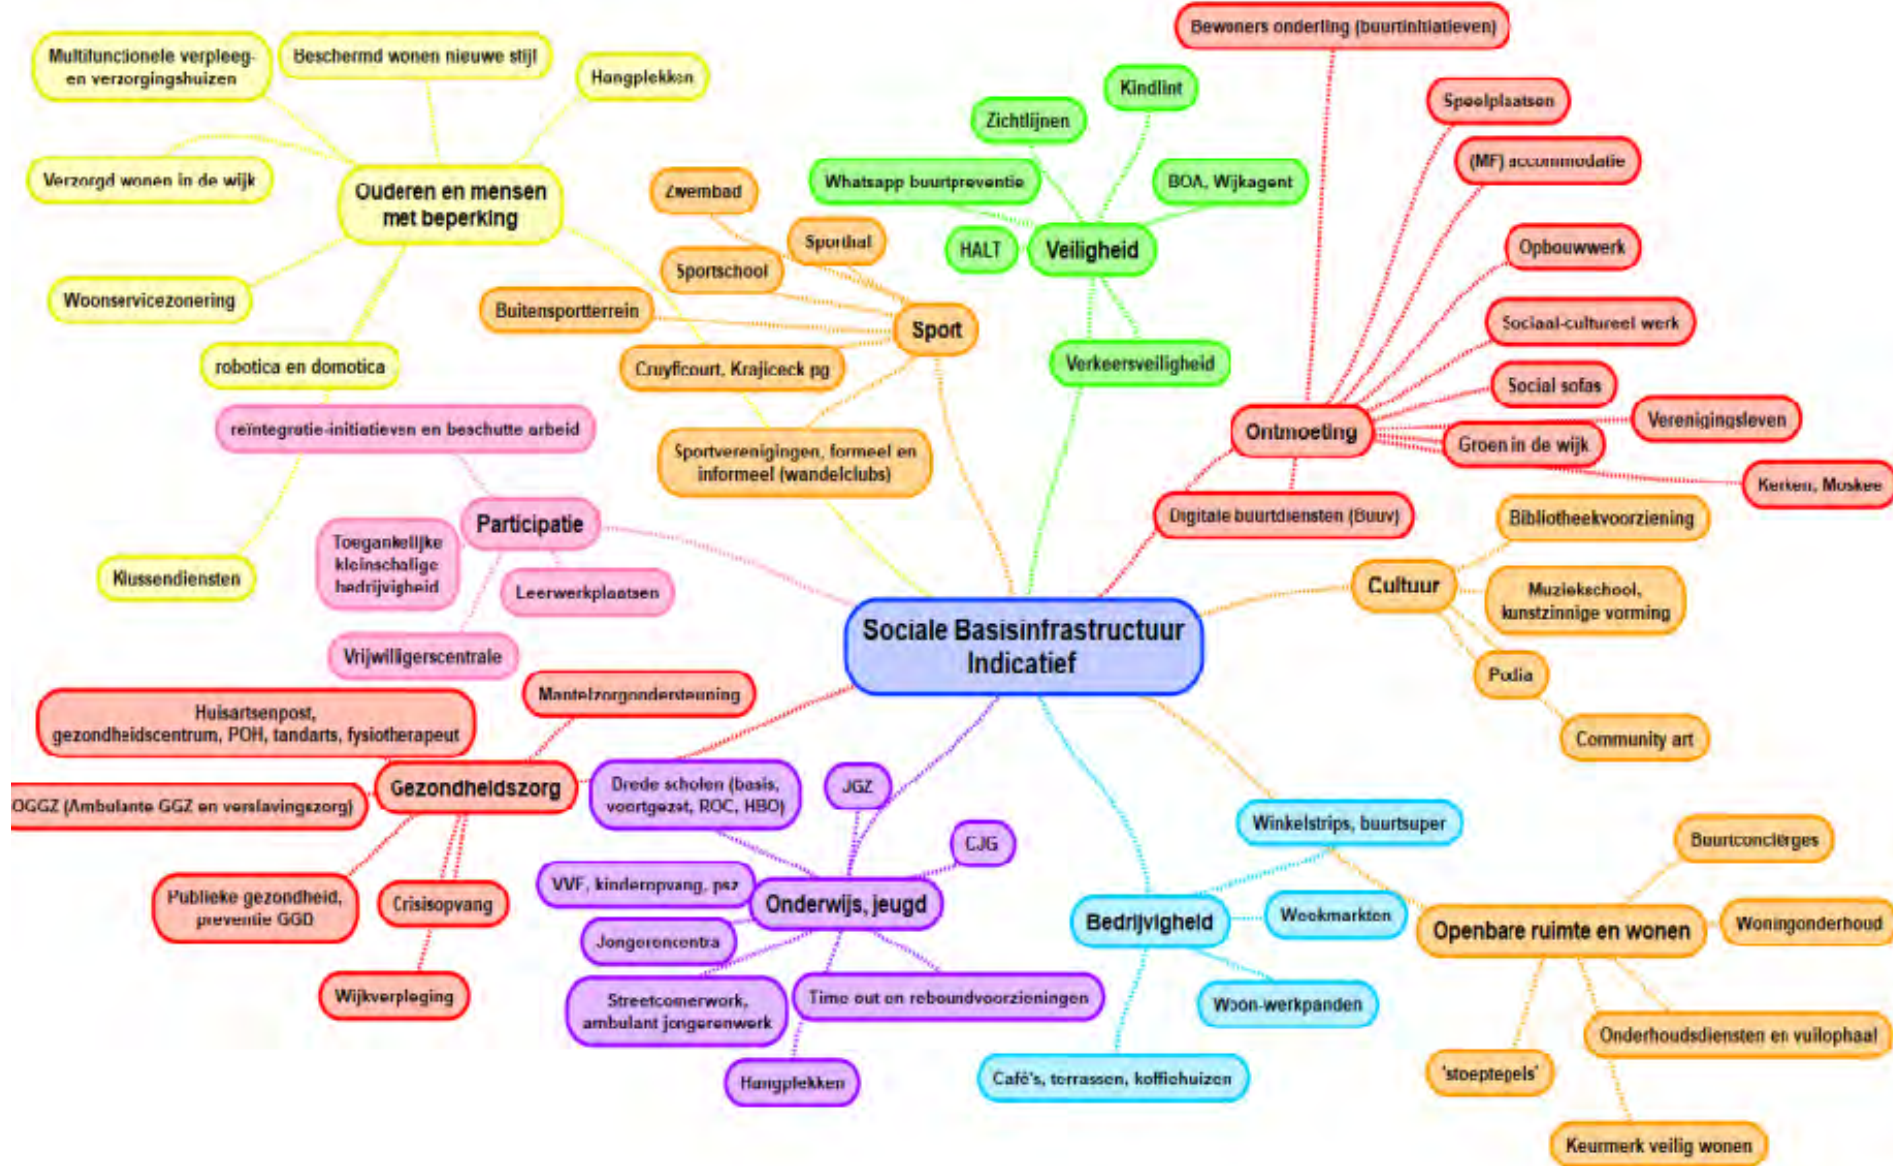 Bewoners onderling (buurtinitiatieven)
Multifunctionele verpleeg-
en verzorgingshuizen
Beschermd wonen nieuwe stijl
Hangplekken
Kindlint
Speelplaatsen
Zichtlijnen
(MF) accommodatie
Verzorgd wonen in de wijk
Ouderen en mensen
met beperking
Zwembad
Whatsapp buurtpreventie
BOA, Wijkagent
Sporthal
HALT
Veiligheid
Opbouwwerk
Sportschool
Woonservicezonering
Buitensportterrein
Sport
Sociaal-cultureel werk
robotica en domotica
Cruyffcourt, Krajiceck pg
Verkeersveiligheid
Social sofas
reïntegratie-initiatieven en beschutte arbeid
Ontmoeting
Verenigingsleven
Sportverenigingen, formeel en
informeel (wandelclubs)
Groen in de wijk
Kerken, Moskee
Participatie
Digitale buurtdiensten (Buuv)
Bibliotheekvoorziening
Toegankelijke
kleinschalige
bedrijvigheid
Klussendiensten
Leerwerkplaatsen
Cultuur
Muziekschool,
kunstzinnige vorming
Sociale Basisinfrastructuur
Indicatief
Vrijwilligerscentrale
Podia
Mantelzorgondersteuning
Huisartsenpost,
gezondheidscentrum, POH, tandarts, fysiotherapeut
Community art
Gezondheidszorg
Brede scholen (basis,
voortgezet, ROC, HBO)
JGZ
OGGZ (Ambulante GGZ en verslavingszorg)
Winkelstrips, buurtsuper
CJG
Buurtconciërges
VVE, kinderopvang, psz
Publieke gezondheid,
preventie GGD
Crisisopvang
Onderwijs, jeugd
Bedrijvigheid
Weekmarkten
Openbare ruimte en wonen
Woningonderhoud
Jongerencentra
Wijkverpleging
Streetcornerwork,
ambulant jongerenwerk
Time out en reboundvoorzieningen
Woon-werkpanden
Onderhoudsdiensten en vuilophaal
Hangplekken
Café's, terrassen, koffiehuizen
'stoeptegels'
Keurmerk veilig wonen